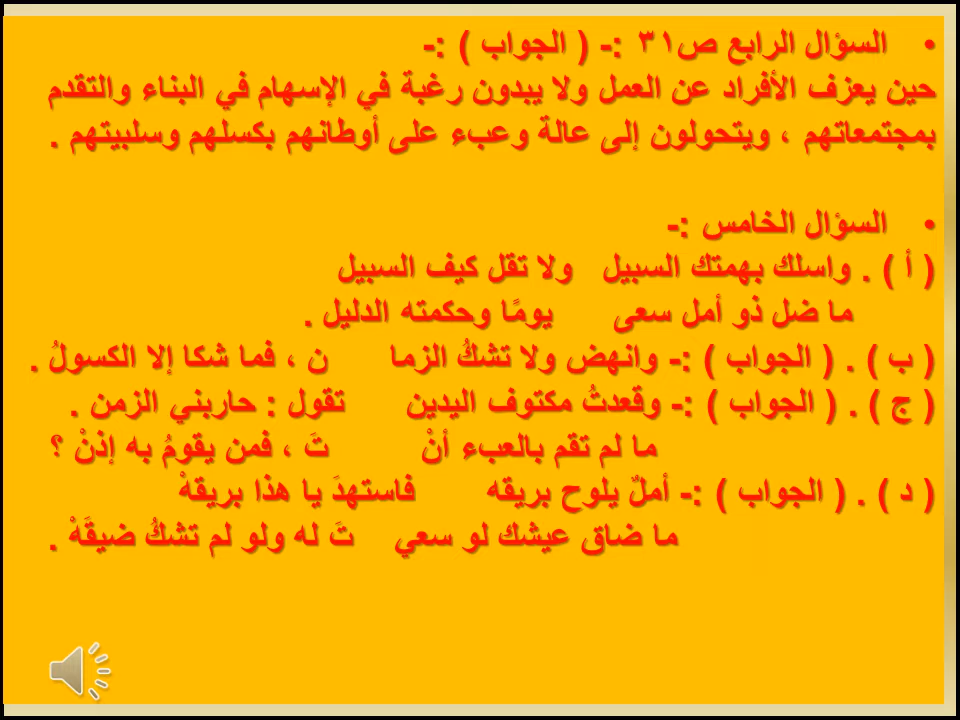 • السؤال الرابع ص٣١ :- ( الجواب ) :-
حين يعزف الأفراد عن العمل ولا يبدون رغبة في الإسهام في البناء والتقدم
بمجتمعاتهم ، ويتحولون إلى عالة وعبء على أوطانهم بكسلهم وسلبيتهم .
• السؤال الخامس :-
( أ ) . واسلك بهمتك السبيل ولا تقل كيف السبيل
ما ضل ذو أمل سعى يومًا وحكمته الدليل .
( ب ) . ( الجواب ) :- وانهض ولا تشكُ الزما ن ، فما شكا إلا الكسولُ .
( ج ) . ( الجواب ) :- وقعدتُ مكتوف اليدين تقول : حاربني الزمن .
ما لم تقم بالعبء أنْ تَ ، فمن يقومُ به إذنْ ؟
( د ) . ( الجواب ) :- أملٌ يلوح بريقه فاستهدَ يا هذا بريقهْ
ما ضاق عيشك لو سعي تَ له ولو لم تشكُ ضيقَهْ .